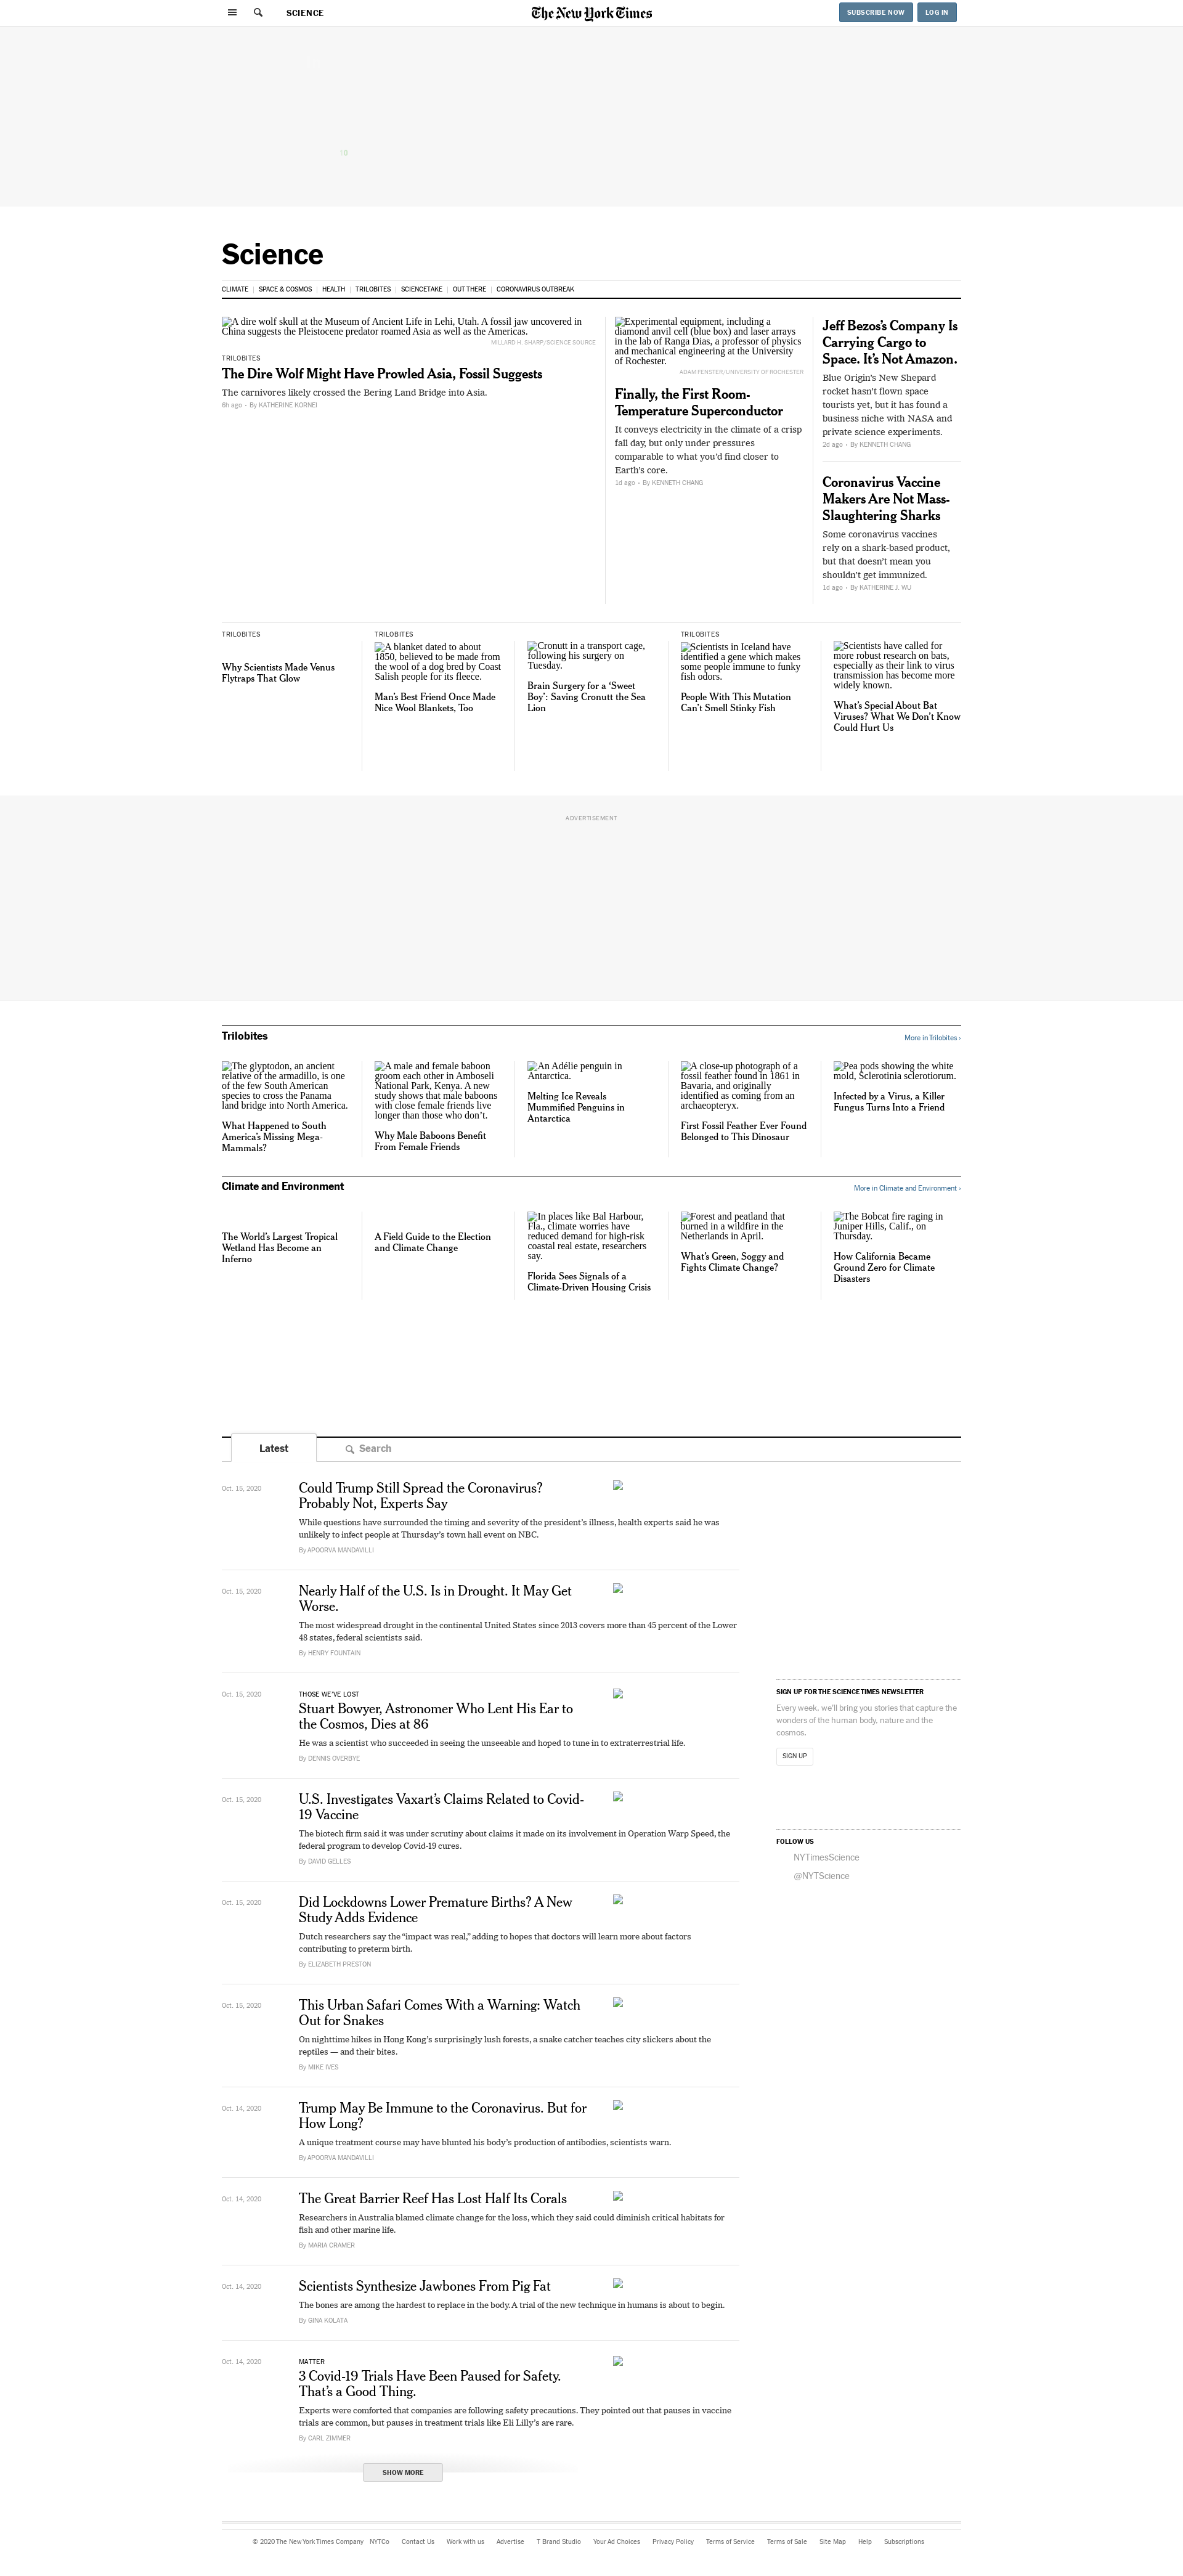 SCIENCE
The New York Times
SUBSCRIBE NOW
LOG IN
Science
CLIMATE
SPACE & COSMOS
HEALTH
TRILOBITES
SCIENCETAKE
OUT THERE
CORONAVIRUS OUTBREAK
A dire wolf skull at the Museum of Ancient Life in Lehi, Utah. A fossil jaw uncovered in
China suggests the Pleistocene predator roamed Asia as well as the Americas.
MILLARD H. SHARP/SCIENCE SOURCE
TRILOBITES
The Dire Wolf Might Have Prowled Asia, Fossil Suggests
The carnivores likely crossed the Bering Land Bridge into Asia.
6h ago • By KATHERINE KORNEI
Experimental equipment, including a
diamond anvil cell (blue box) and laser arrays
in the lab of Ranga Dias, a professor of physics
and mechanical engineering at the University
of Rochester.
ADAM FENSTER/UNIVERSITY OF ROCHESTER
Finally, the First Room-
Temperature Superconductor
It conveys electricity in the climate of a crisp
fall day, but only under pressures
comparable to what you’d find closer to
Earth’s core.
1d ago • By KENNETH CHANG
Jeff Bezos’s Company Is
Carrying Cargo to
Space. It’s Not Amazon.
Blue Origin’s New Shepard
rocket hasn’t flown space
tourists yet, but it has found a
business niche with NASA and
private science experiments.
2d ago • By KENNETH CHANG
Coronavirus Vaccine
Makers Are Not Mass-
Slaughtering Sharks
Some coronavirus vaccines
rely on a shark-based product,
but that doesn’t mean you
shouldn’t get immunized.
1d ago • By KATHERINE J. WU
TRILOBITES
Why Scientists Made Venus
Flytraps That Glow
TRILOBITES
A blanket dated to about
1850, believed to be made from
the wool of a dog bred by Coast
Salish people for its fleece.
Man’s Best Friend Once Made
Nice Wool Blankets, Too
Cronutt in a transport cage,
following his surgery on
Tuesday.
Brain Surgery for a ‘Sweet
Boy’: Saving Cronutt the Sea
Lion
TRILOBITES
Scientists in Iceland have
identified a gene which makes
some people immune to funky
fish odors.
People With This Mutation
Can’t Smell Stinky Fish
Scientists have called for
more robust research on bats,
especially as their link to virus
transmission has become more
widely known.
What’s Special About Bat
Viruses? What We Don’t Know
Could Hurt Us
ADVERTISEMENT
Trilobites
More in Trilobites ›
The glyptodon, an ancient
relative of the armadillo, is one
of the few South American
species to cross the Panama
land bridge into North America.
What Happened to South
America’s Missing Mega-
Mammals?
A male and female baboon
groom each other in Amboseli
National Park, Kenya. A new
study shows that male baboons
with close female friends live
longer than those who don’t.
Why Male Baboons Benefit
From Female Friends
An Adélie penguin in
Antarctica.
Melting Ice Reveals
Mummified Penguins in
Antarctica
A close-up photograph of a
fossil feather found in 1861 in
Bavaria, and originally
identified as coming from an
archaeopteryx.
First Fossil Feather Ever Found
Belonged to This Dinosaur
Pea pods showing the white
mold, Sclerotinia sclerotiorum.
Infected by a Virus, a Killer
Fungus Turns Into a Friend
Climate and Environment
More in Climate and Environment ›
The World’s Largest Tropical
Wetland Has Become an
Inferno
A Field Guide to the Election
and Climate Change
In places like Bal Harbour,
Fla., climate worries have
reduced demand for high-risk
coastal real estate, researchers
say.
Florida Sees Signals of a
Climate-Driven Housing Crisis
Forest and peatland that
burned in a wildfire in the
Netherlands in April.
What’s Green, Soggy and
Fights Climate Change?
The Bobcat fire raging in
Juniper Hills, Calif., on
Thursday.
How California Became
Ground Zero for Climate
Disasters
Latest
Search
Oct. 15, 2020
Could Trump Still Spread the Coronavirus?
Probably Not, Experts Say
While questions have surrounded the timing and severity of the president’s illness, health experts said he was
unlikely to infect people at Thursday’s town hall event on NBC.
By APOORVA MANDAVILLI
Oct. 15, 2020
Nearly Half of the U.S. Is in Drought. It May Get
Worse.
The most widespread drought in the continental United States since 2013 covers more than 45 percent of the Lower
48 states, federal scientists said.
By HENRY FOUNTAIN
Oct. 15, 2020
THOSE WE’VE LOST
Stuart Bowyer, Astronomer Who Lent His Ear to
the Cosmos, Dies at 86
He was a scientist who succeeded in seeing the unseeable and hoped to tune in to extraterrestrial life.
By DENNIS OVERBYE
Oct. 15, 2020
U.S. Investigates Vaxart’s Claims Related to Covid-
19 Vaccine
The biotech firm said it was under scrutiny about claims it made on its involvement in Operation Warp Speed, the
federal program to develop Covid-19 cures.
By DAVID GELLES
Oct. 15, 2020
Did Lockdowns Lower Premature Births? A New
Study Adds Evidence
Dutch researchers say the “impact was real,” adding to hopes that doctors will learn more about factors
contributing to preterm birth.
By ELIZABETH PRESTON
Oct. 15, 2020
This Urban Safari Comes With a Warning: Watch
Out for Snakes
On nighttime hikes in Hong Kong’s surprisingly lush forests, a snake catcher teaches city slickers about the
reptiles — and their bites.
By MIKE IVES
Oct. 14, 2020
Trump May Be Immune to the Coronavirus. But for
How Long?
A unique treatment course may have blunted his body’s production of antibodies, scientists warn.
By APOORVA MANDAVILLI
Oct. 14, 2020
The Great Barrier Reef Has Lost Half Its Corals
Researchers in Australia blamed climate change for the loss, which they said could diminish critical habitats for
fish and other marine life.
By MARIA CRAMER
Oct. 14, 2020
Scientists Synthesize Jawbones From Pig Fat
The bones are among the hardest to replace in the body. A trial of the new technique in humans is about to begin.
By GINA KOLATA
Oct. 14, 2020
MATTER
3 Covid-19 Trials Have Been Paused for Safety.
That’s a Good Thing.
Experts were comforted that companies are following safety precautions. They pointed out that pauses in vaccine
trials are common, but pauses in treatment trials like Eli Lilly’s are rare.
By CARL ZIMMER
SHOW MORE
SIGN UP FOR THE SCIENCE TIMES NEWSLETTER
Every week, we’ll bring you stories that capture the
wonders of the human body, nature and the
cosmos.
SIGN UP
FOLLOW US
NYTimesScience
@NYTScience
© 2020 The New York Times Company
NYTCo
Contact Us
Work with us
Advertise
T Brand Studio
Your Ad Choices
Privacy Policy
Terms of Service
Terms of Sale
Site Map
Help
Subscriptions